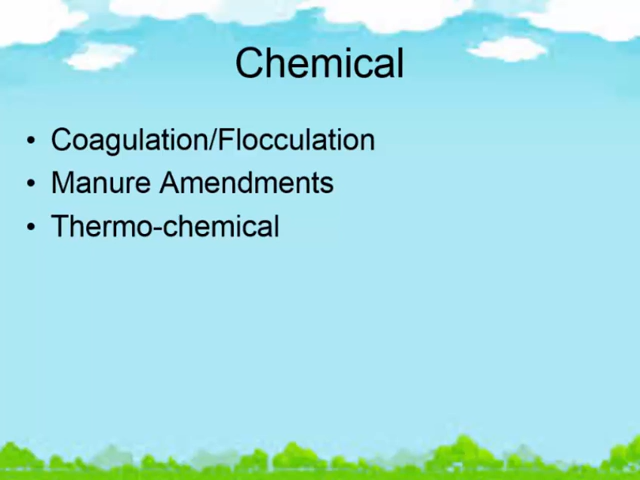 Chemical
• Coagulation/Flocculation
• Manure Amendments
• Thermo-chemical